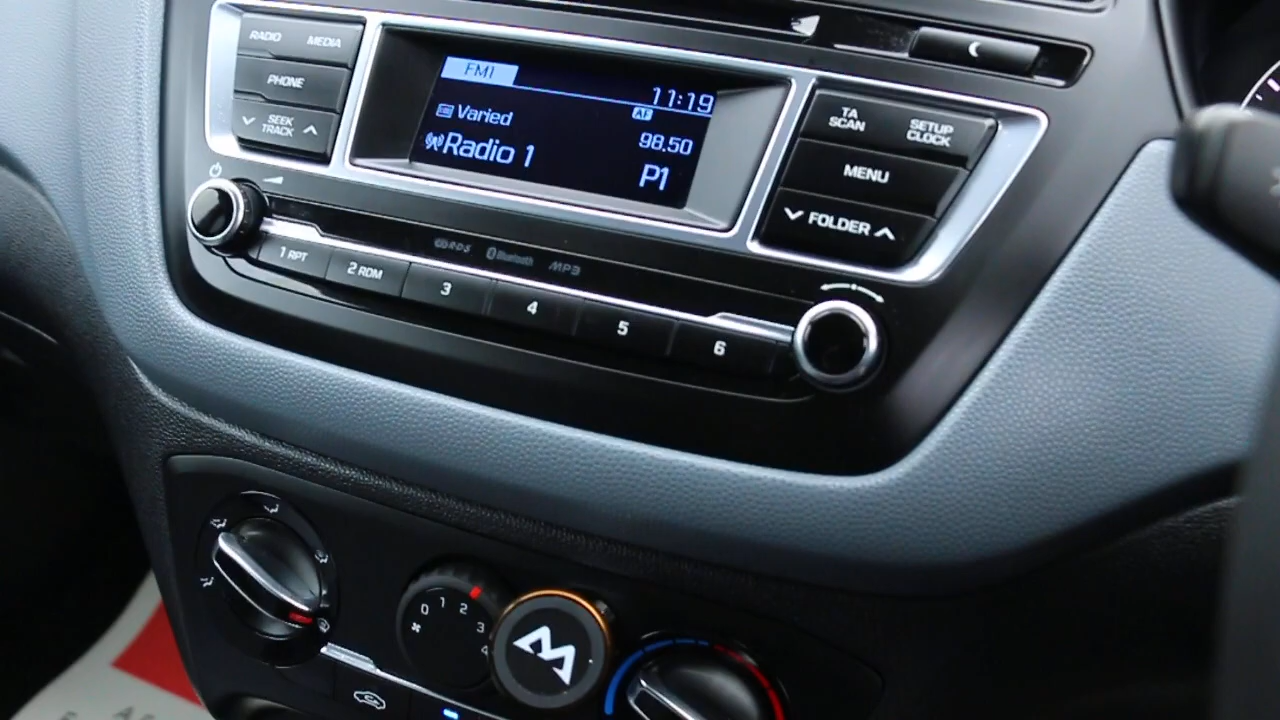 RADIO MEDIA
PHONE
SEEK
TRACK
FM1
11:19
AF
Varied
98.50
Radio 1
P1
TA
SCAN
SETUP
CLOCK
MENU
FOLDER
RDS Bluetooth MP3
1 RPT
2 RDM
3
4
5
6
0 1 2 3 4